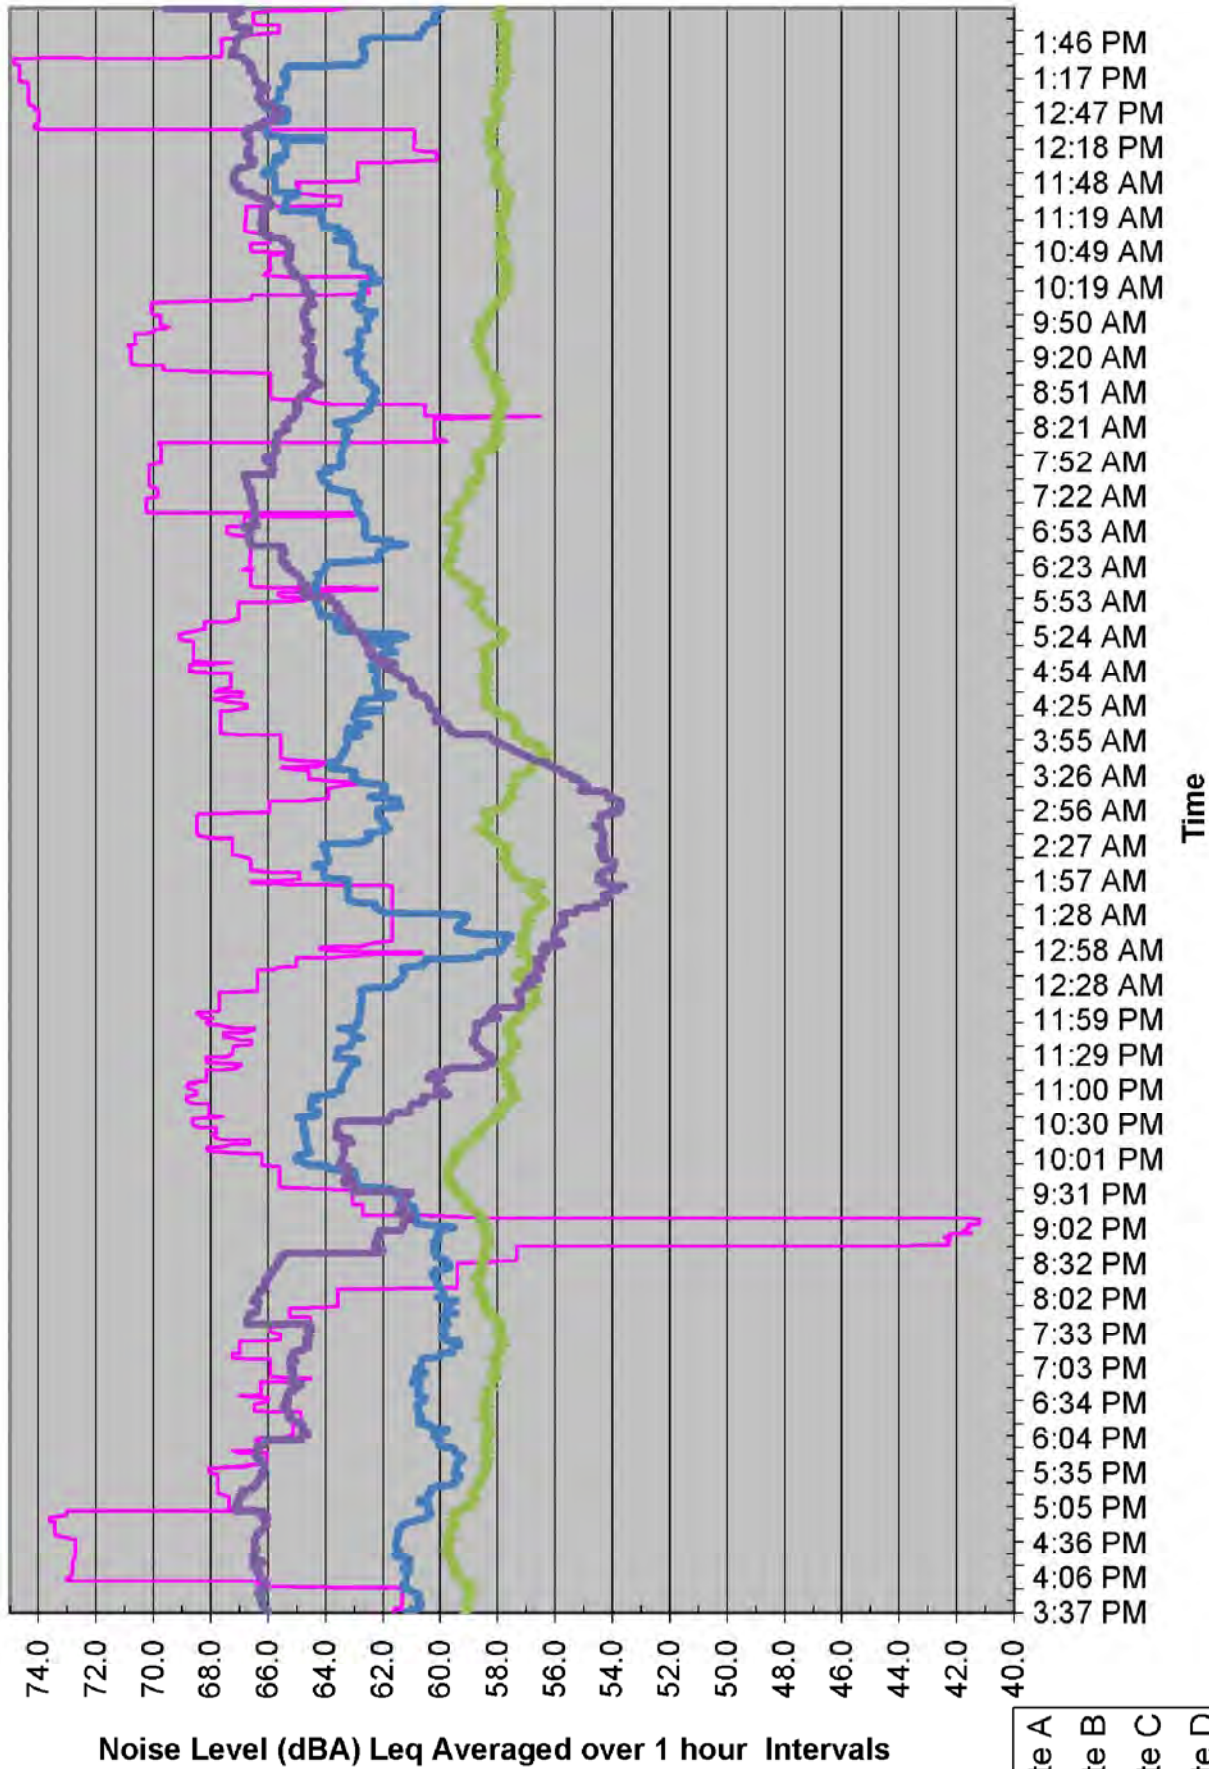 1:46 PM
1:17 PM
12:47 PM
12:18 PM
11:48 AM
11:19 AM
10:49 AM
10:19 AM
9:50 AM
9:20 AM
8:51 AM
8:21 AM
7:52 AM
7:22 AM
6:53 AM
6:23 AM
5:53 AM
5:24 AM
4:54 AM
4:25 AM
3:55 AM
3:26 AM
2:56 AM
2:27 AM
1:57 AM
1:28 AM
12:58 AM
12:28 AM
11:59 PM
11:29 PM
11:00 PM
10:30 PM
10:01 PM
9:31 PM
9:02 PM
8:32 PM
8:02 PM
7:33 PM
7:03 PM
6:34 PM
6:04 PM
5:35 PM
5:05 PM
4:36 PM
4:06 PM
3:37 PM
Time
74.0
72.0
70.0
68.0
66.0
64.0
62.0
60.0
58.0
56.0
54.0
52.0
50.0
48.0
46.0
44.0
42.0
40.0
Noise Level (dBA) Leq Averaged over 1 hour Intervals
te A
te B
te C
te D